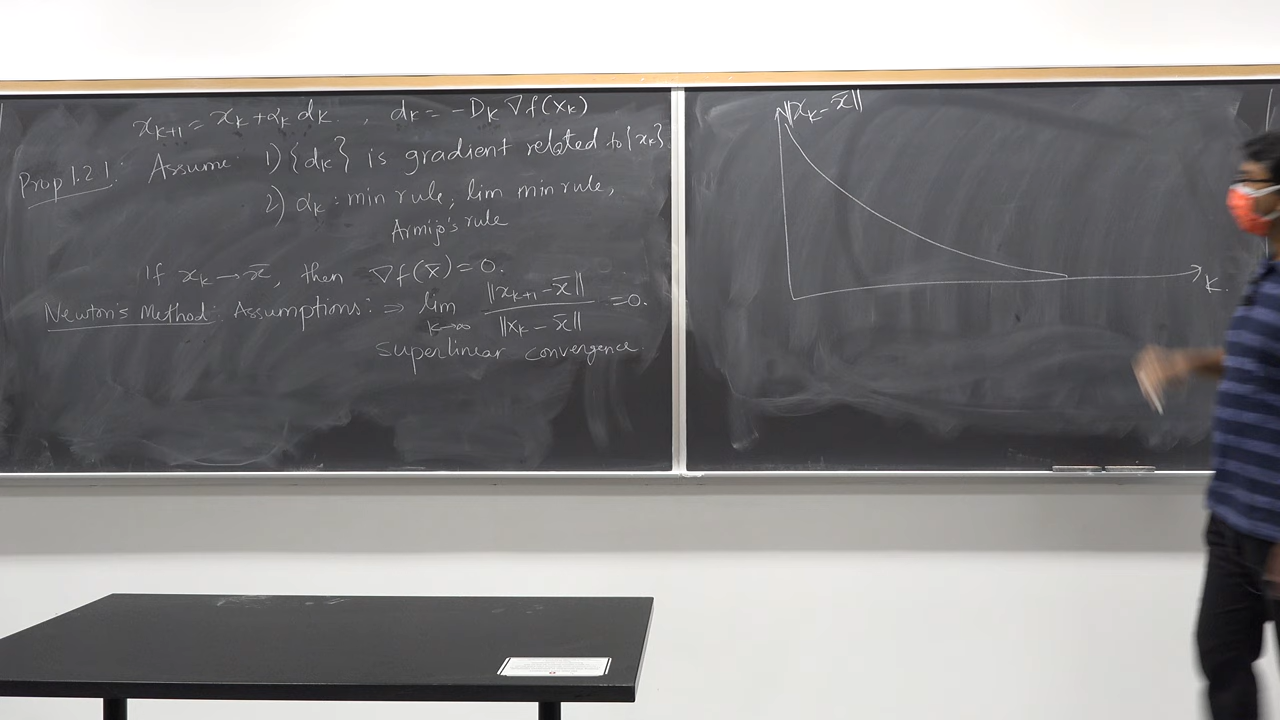 x_{k+1} = x_k + α_k d_k , d_k = -D_k ∇f(x_k)
Prop 1.2.1: Assume 1) {d_k} is gradient related to {x_k}
2) α_k: min rule, lim min rule,
Armijo's rule
If x_k → x̄, then ∇f(x̄) = 0.
Newton's Method: Assumptions: ⇒ lim_{k→∞} ‖x_{k+1} - x̄‖ / ‖x_k - x̄‖ = 0.
superlinear convergence.
‖x_k - x̄‖
k.